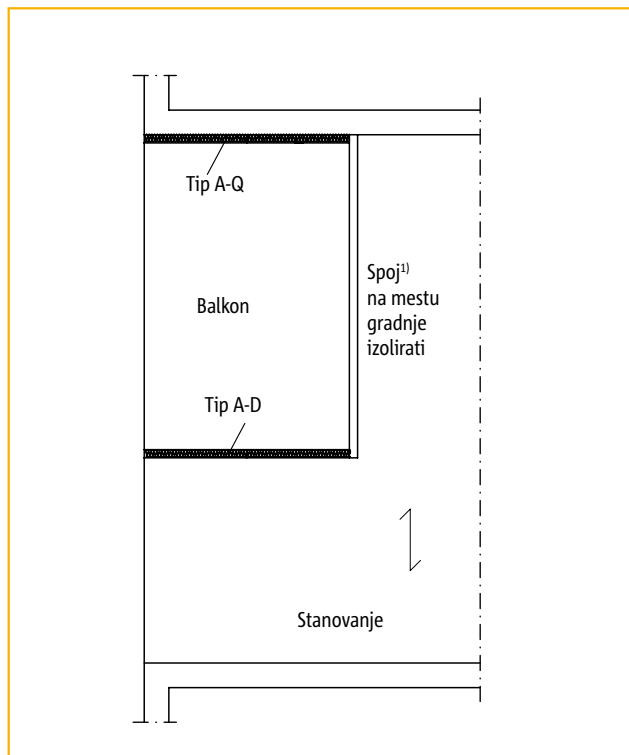 Tip A-Q
Spoj¹⁾
na mestu
gradnje
izolirati
Balkon
Tip A-D
Stanovanje